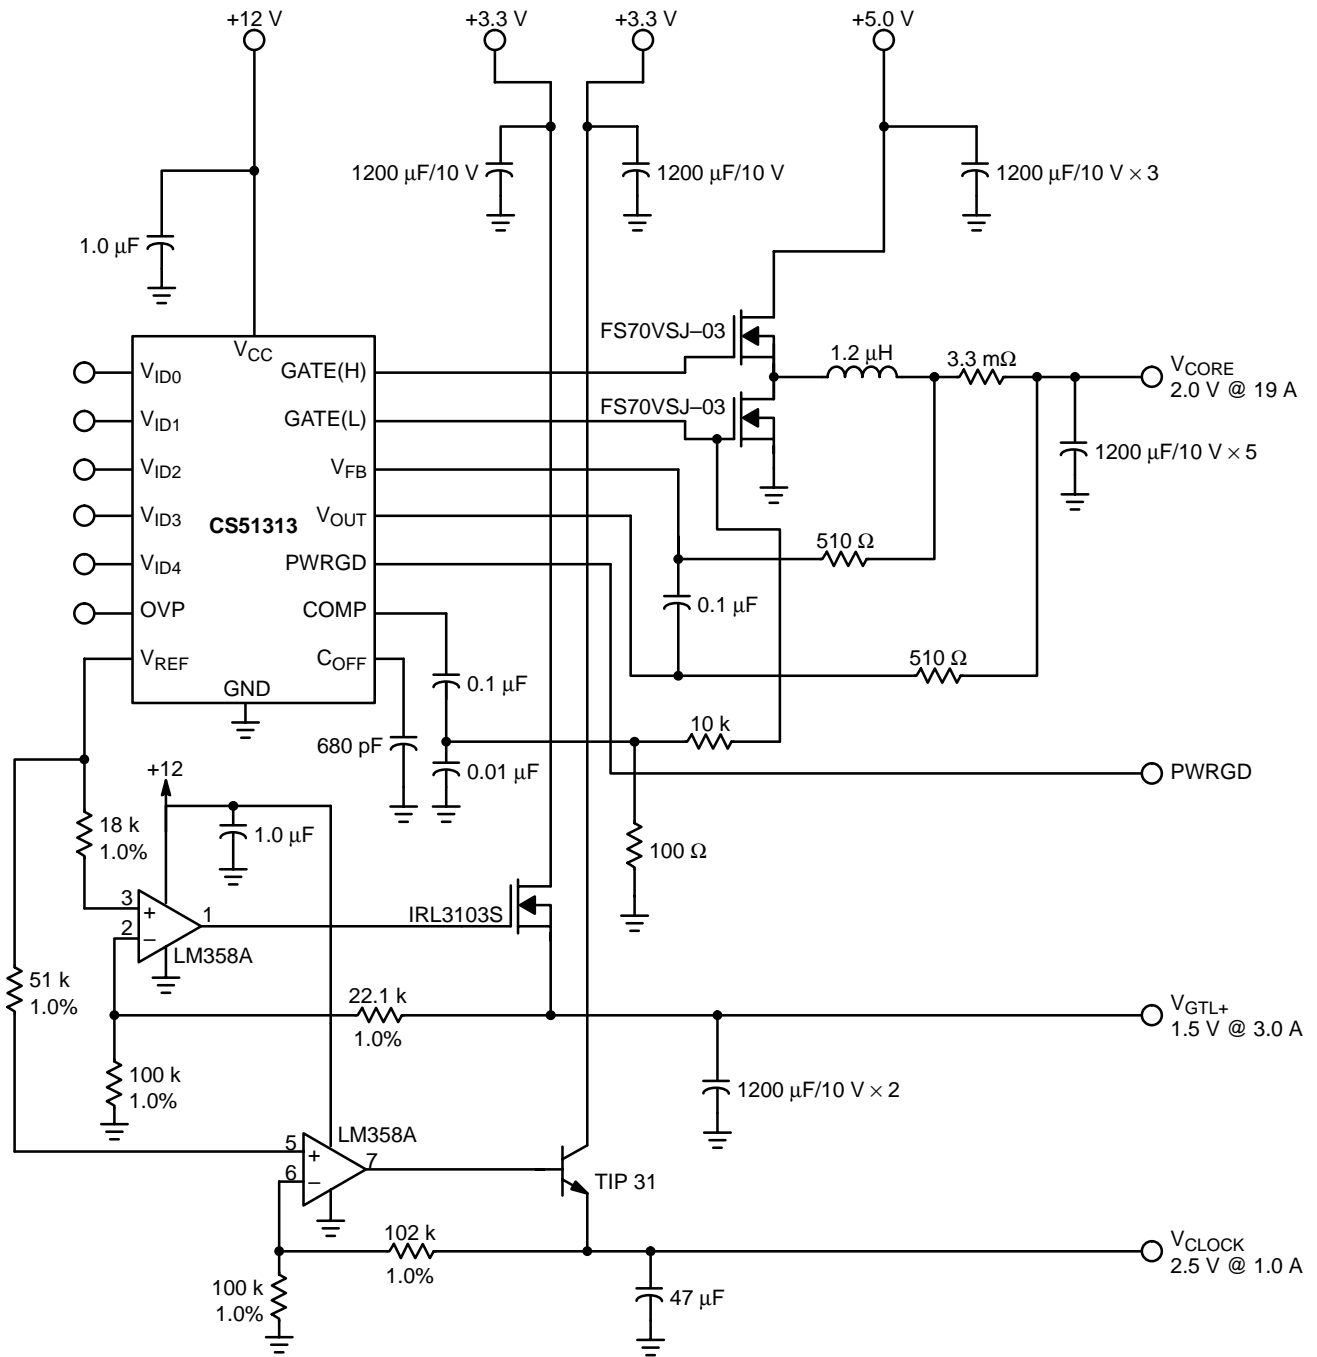 +12 V
+3.3 V
+3.3 V
+5.0 V
1200 μF/10 V
1200 μF/10 V
1200 μF/10 V × 3
1.0 μF
FS70VSJ–03
VCC
1.2 μH
3.3 mΩ
VCORE
2.0 V @ 19 A
VID0
GATE(H)
FS70VSJ–03
VID1
GATE(L)
1200 μF/10 V × 5
VID2
VFB
VID3
CS51313
VOUT
510 Ω
VID4
PWRGD
0.1 μF
OVP
COMP
VREF
COFF
510 Ω
GND
0.1 μF
10 k
680 pF
0.01 μF
PWRGD
+12
18 k
1.0%
1.0 μF
100 Ω
3
+
1
2
–
LM358A
IRL3103S
51 k
1.0%
22.1 k
1.0%
VGTL+
1.5 V @ 3.0 A
100 k
1.0%
1200 μF/10 V × 2
LM358A
5
+
7
6
–
TIP 31
102 k
1.0%
VCLOCK
2.5 V @ 1.0 A
100 k
1.0%
47 μF